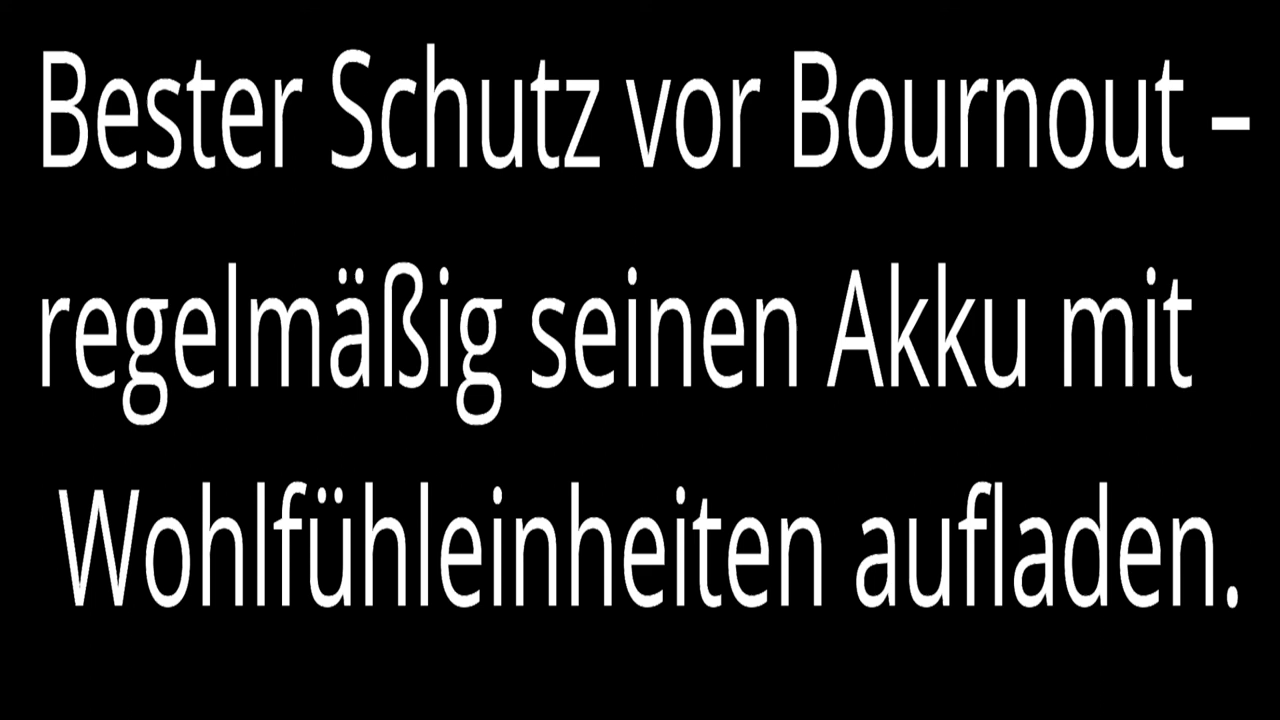 Bester Schutz vor Bournout –
regelmäßig seinen Akku mit
Wohlfühleinheiten aufladen.